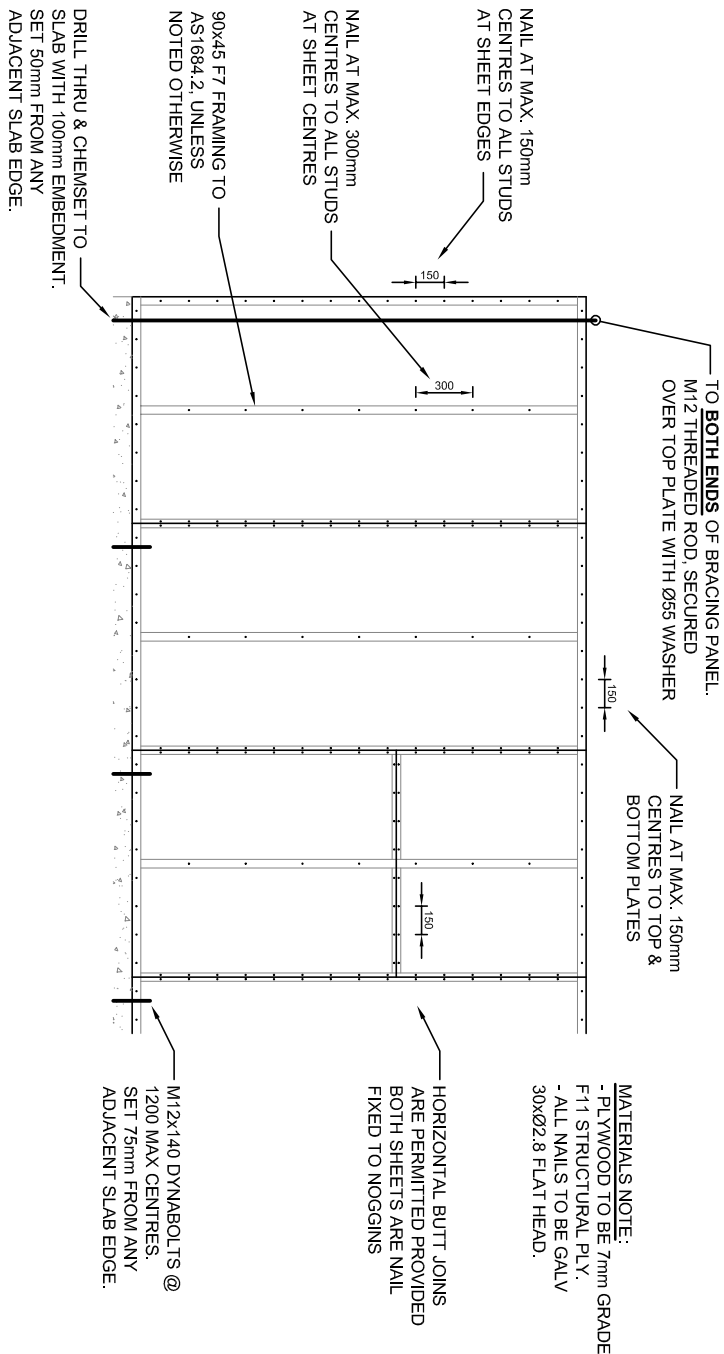 TO BOTH ENDS OF BRACING PANEL.
M12 THREADED ROD, SECURED
OVER TOP PLATE WITH Ø55 WASHER
NAIL AT MAX. 150mm
CENTRES TO TOP &
BOTTOM PLATES
MATERIALS NOTE:
- PLYWOOD TO BE 7mm GRADE
F11 STRUCTURAL PLY.
- ALL NAILS TO BE GALV
30xØ2.8 FLAT HEAD.
NAIL AT MAX. 150mm
CENTRES TO ALL STUDS
AT SHEET EDGES
150
150
NAIL AT MAX. 300mm
CENTRES TO ALL STUDS
AT SHEET CENTRES
300
150
HORIZONTAL BUTT JOINS
ARE PERMITTED PROVIDED
BOTH SHEETS ARE NAIL
FIXED TO NOGGINS
90x45 F7 FRAMING TO
AS1684.2, UNLESS
NOTED OTHERWISE
DRILL THRU & CHEMSET TO
SLAB WITH 100mm EMBEDMENT.
SET 50mm FROM ANY
ADJACENT SLAB EDGE.
M12x140 DYNABOLTS @
1200 MAX CENTRES.
SET 75mm FROM ANY
ADJACENT SLAB EDGE.